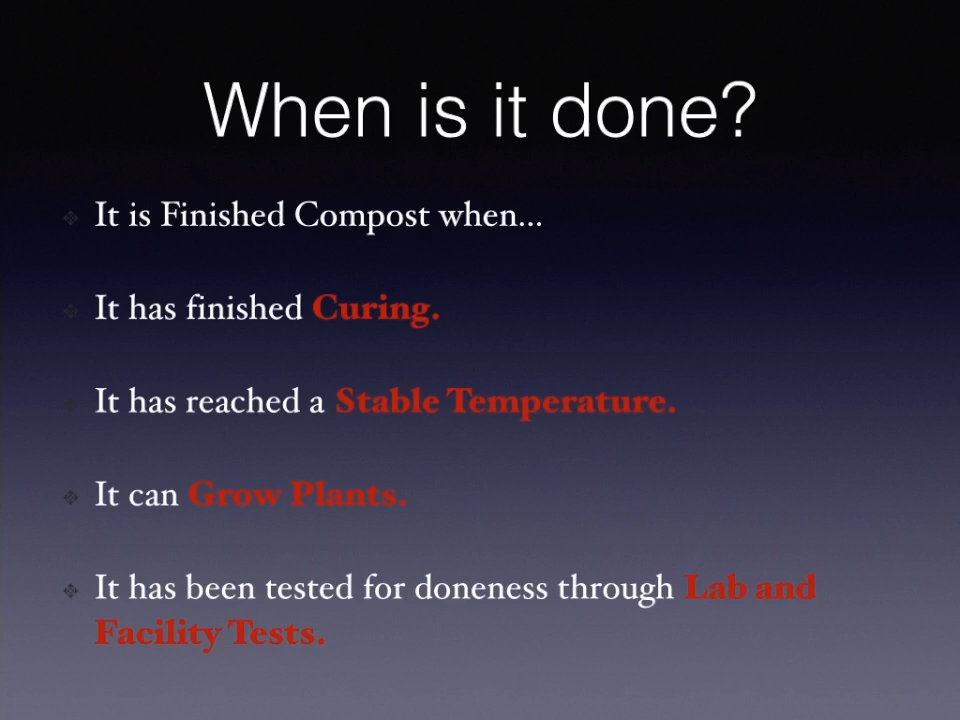 When is it done?
It is Finished Compost when...
It has finished Curing.
It has reached a Stable Temperature.
It can Grow Plants.
It has been tested for doneness through Lab and
Facility Tests.